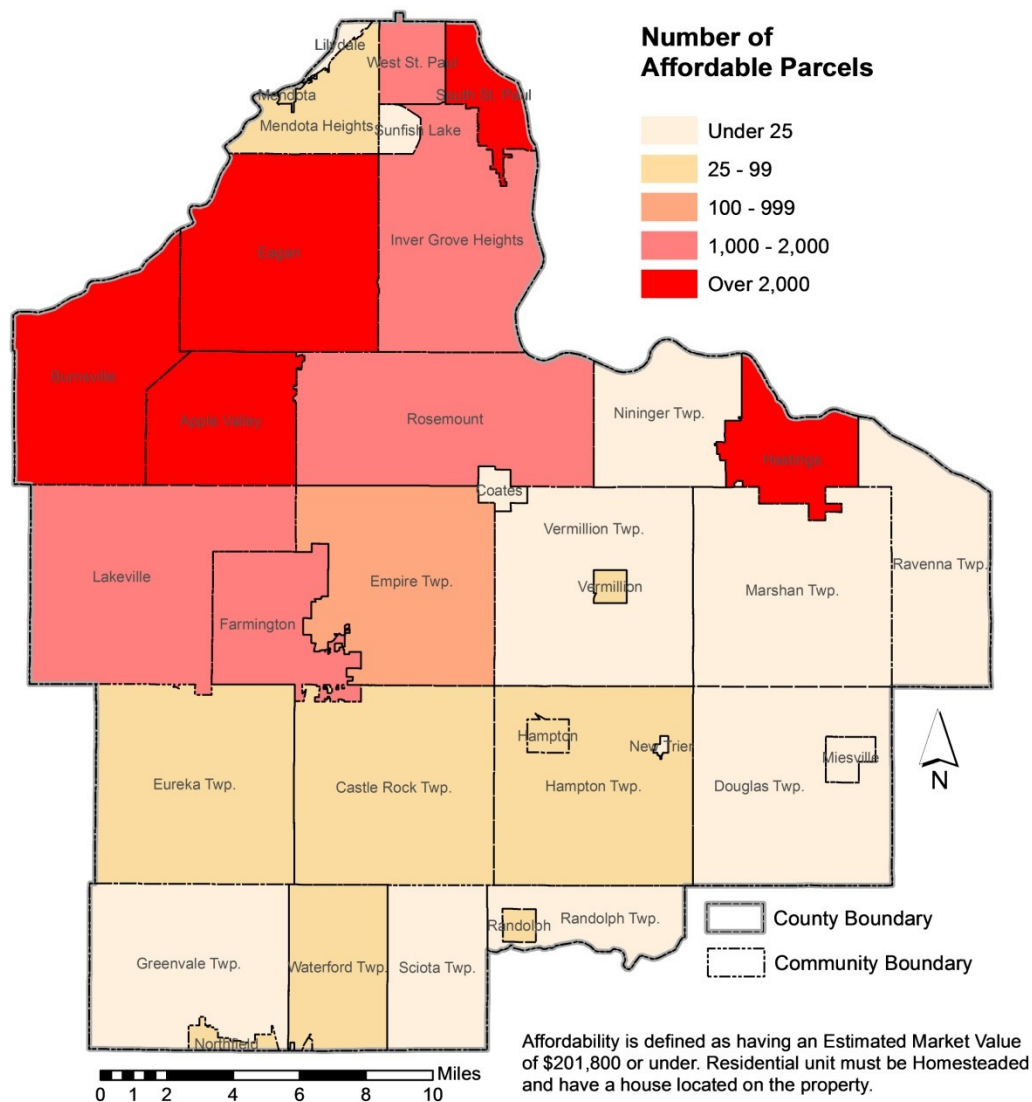 Number of
Affordable Parcels
Under 25
25 - 99
100 - 999
1,000 - 2,000
Over 2,000
Lilydale
West St. Paul
South St. Paul
Mendota
Mendota Heights
Sunfish Lake
Eagan
Inver Grove Heights
Burnsville
Apple Valley
Rosemount
Nininger Twp.
Hastings
Coates
Vermillion Twp.
Ravenna Twp.
Lakeville
Empire Twp.
Vermillion
Marshan Twp.
Farmington
Hampton
New Trier
Miesville
Eureka Twp.
Castle Rock Twp.
Hampton Twp.
Douglas Twp.
N
Randolph
Randolph Twp.
County Boundary
Greenvale Twp.
Waterford Twp.
Sciota Twp.
Community Boundary
Northfield
Miles
0 1 2 4 6 8 10
Affordability is defined as having an Estimated Market Value
of $201,800 or under. Residential unit must be Homesteaded
and have a house located on the property.